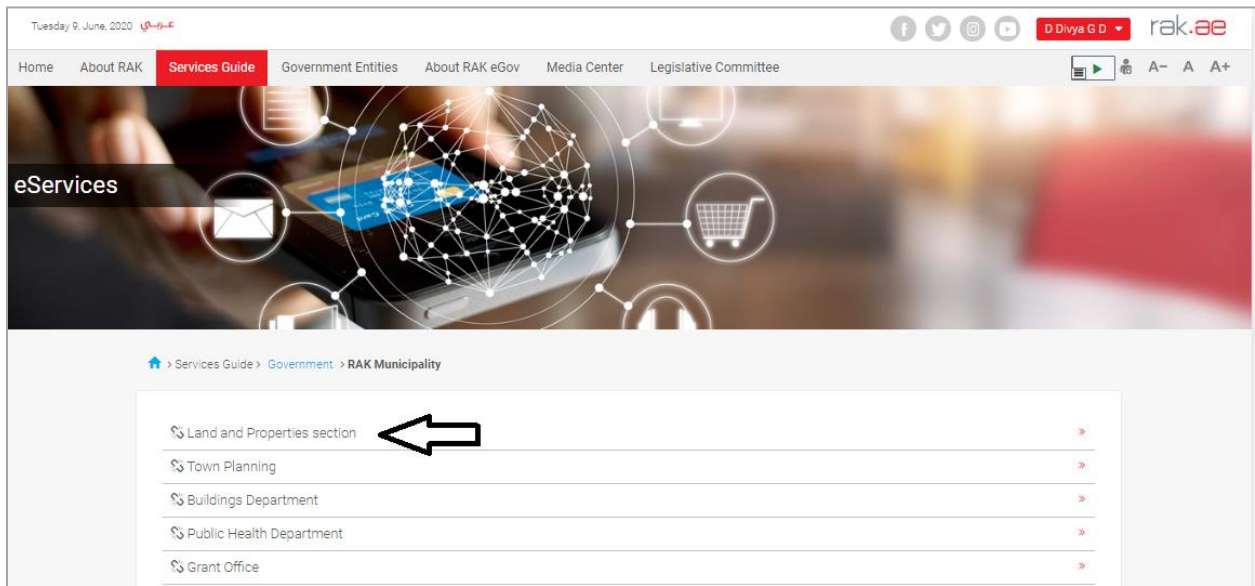 Tuesday 9, June, 2020 عـربـي
D Divya G D
rak.ae
Home About RAK Services Guide Government Entities About RAK eGov Media Center Legislative Committee A- A A+
eServices
> Services Guide > Government > RAK Municipality
Land and Properties section »
Town Planning »
Buildings Department »
Public Health Department »
Grant Office »